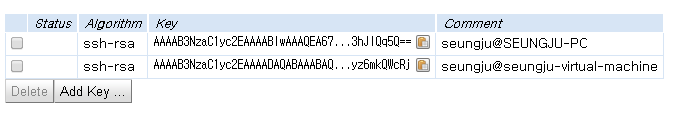 Status Algorithm Key Comment
ssh-rsa AAAAB3NzaC1yc2EAAAABIwAAAQEA67...3hJIQq5Q== seungju@SEUNGJU-PC
ssh-rsa AAAAB3NzaC1yc2EAAAADAQABAAABAQ...yz6mkQWcRj seungju@seungju-virtual-machine
Delete Add Key ...